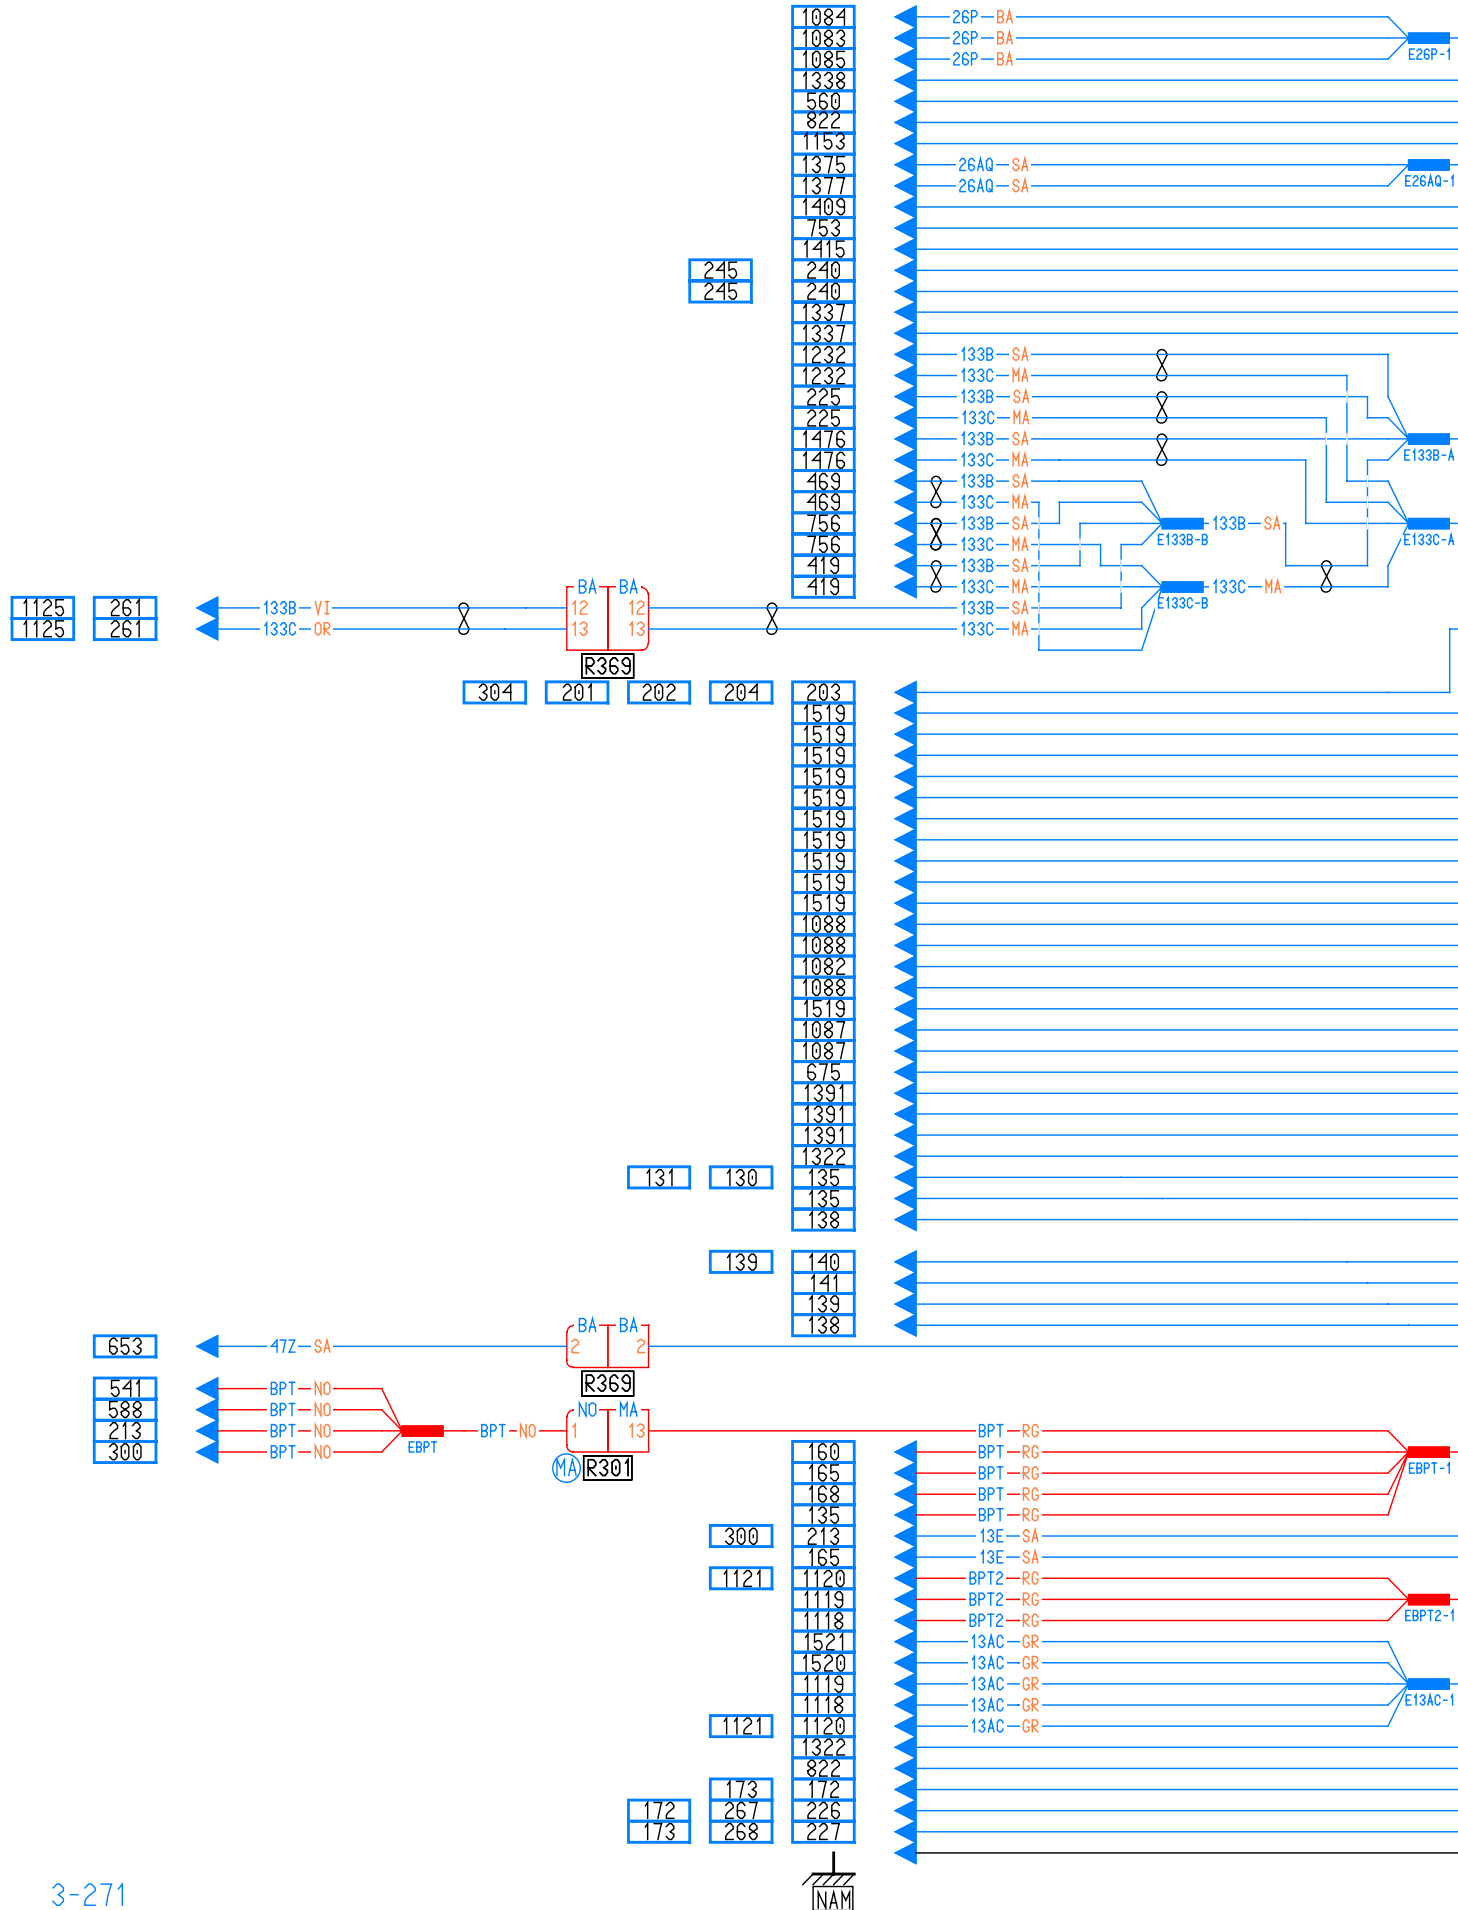 1084 26P BA
1083 26P BA
E26P-1
1085 26P BA
1338
560
822
1153
1375 26AQ SA
E26AQ-1
1377 26AQ SA
1409
753
1415
245 240
245 240
1337
1337
1232 133B SA
1232 133C MA
225 133B SA
225 133C MA
1476 133B SA
E133B-A
1476 133C MA
469 133B SA
469 133C MA
756 133B SA 133B SA
E133B-B E133C-A
756 133C MA
419 133B SA
419 133C MA 133C MA
BA BA
E133C-B
1125 261 133B VI 12 12 133B SA
1125 261 133C OR 13 13 133C MA
R369
304 201 202 204 203
1519
1519
1519
1519
1519
1519
1519
1519
1519
1519
1088
1088
1082
1088
1519
1087
1087
675
1391
1391
1391
1322
131 130 135
135
138
139 140
141
139
138
BA BA
653 47Z SA 2 2
R369
541 BPT NO
588 BPT NO
NO MA
213 BPT NO BPT NO 1 13 BPT RG
EBPT
300 BPT NO
MA R301
160 BPT RG
EBPT-1
165 BPT RG
168 BPT RG
135 BPT RG
300 213 13E SA
165 13E SA
1121 1120 BPT2 RG
1119 BPT2 RG
EBPT2-1
1118 BPT2 RG
1521 13AC GR
1520 13AC GR
1119 13AC GR
E13AC-1
1118 13AC GR
1121 1120 13AC GR
1322
822
173 172
172 267 226
173 268 227
NAM
3-271